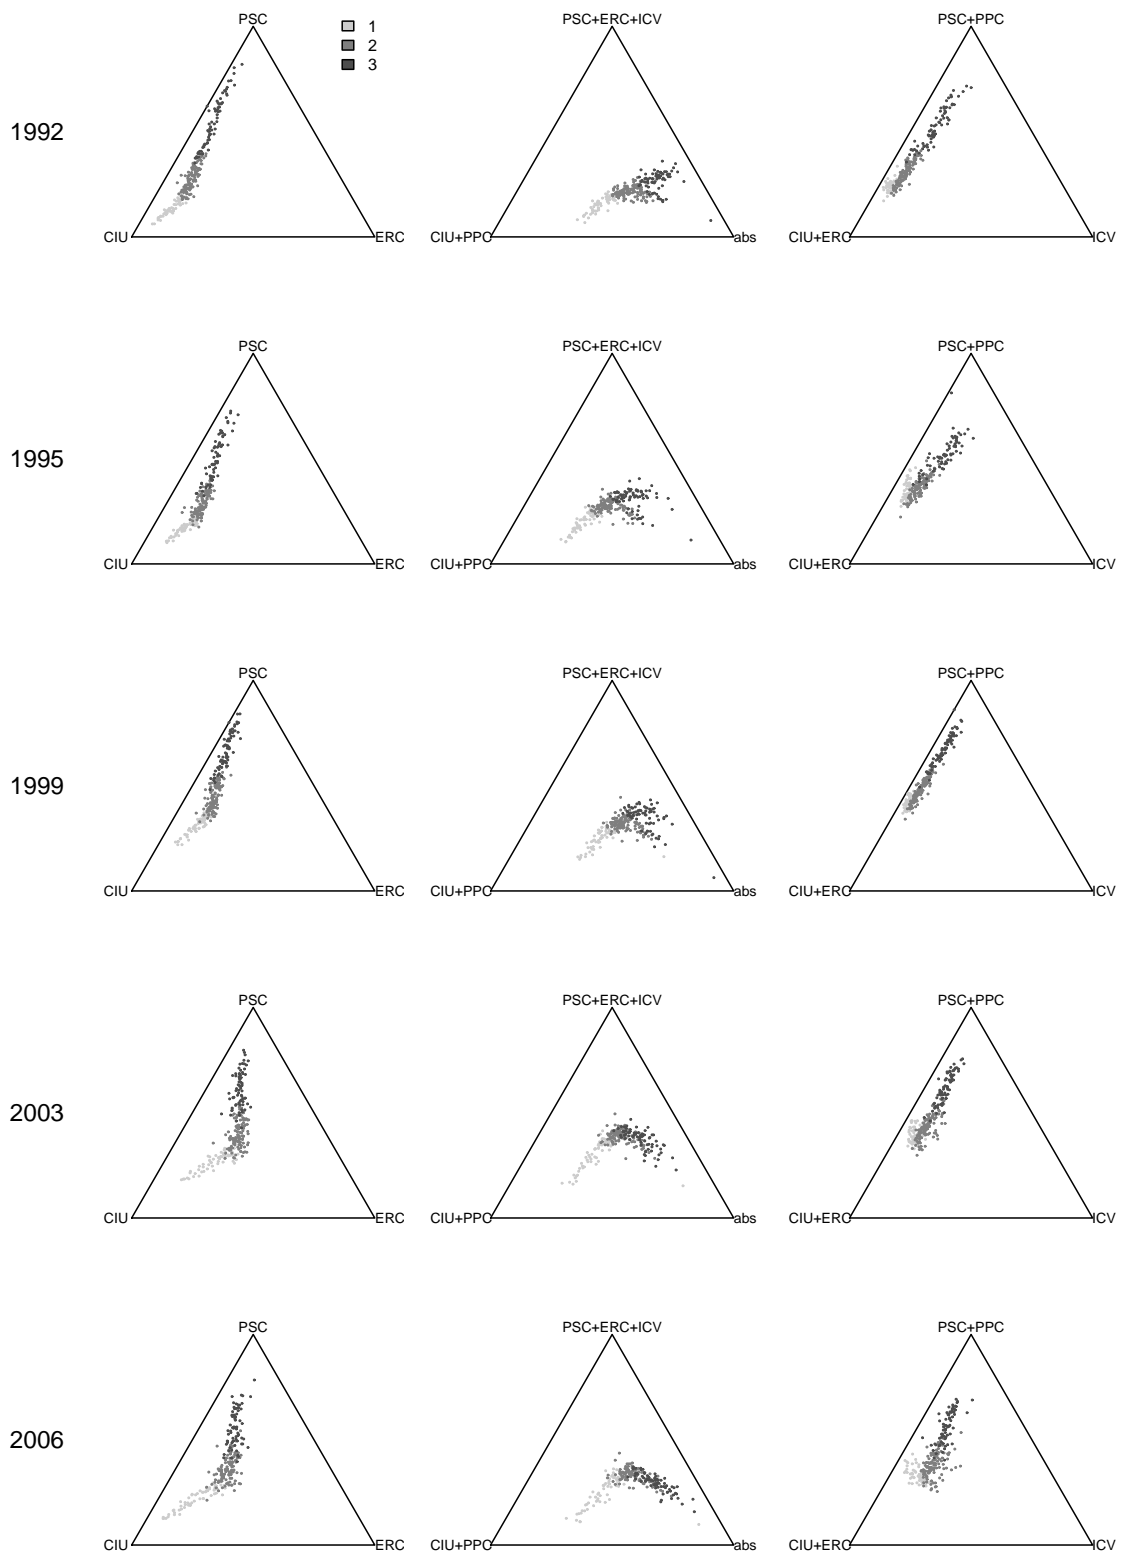 PSC PSC+ERC+ICV PSC+PPC
1
2
3
1992
CIU ERC CIU+PPC abs CIU+ERC ICV
PSC PSC+ERC+ICV PSC+PPC
1995
CIU ERC CIU+PPC abs CIU+ERC ICV
PSC PSC+ERC+ICV PSC+PPC
1999
CIU ERC CIU+PPC abs CIU+ERC ICV
PSC PSC+ERC+ICV PSC+PPC
2003
CIU ERC CIU+PPC abs CIU+ERC ICV
PSC PSC+ERC+ICV PSC+PPC
2006
CIU ERC CIU+PPC abs CIU+ERC ICV